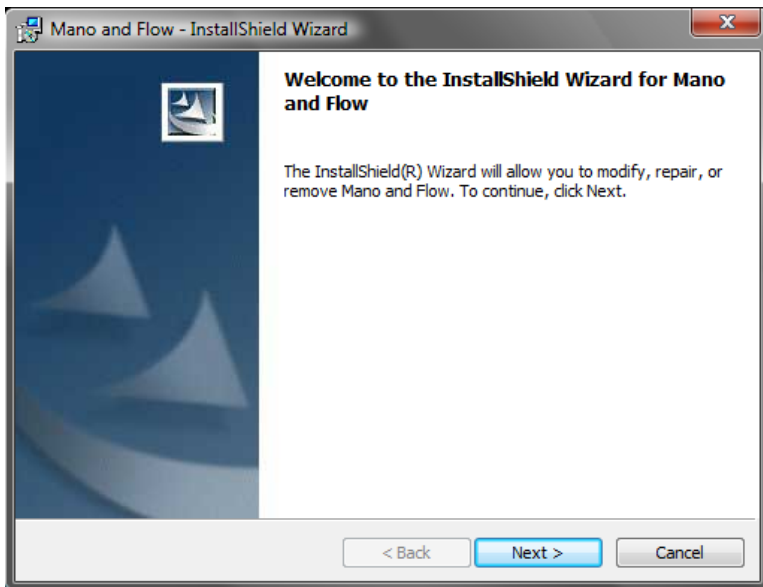 Mano and Flow - InstallShield Wizard
Welcome to the InstallShield Wizard for Mano
and Flow
The InstallShield(R) Wizard will allow you to modify, repair, or
remove Mano and Flow. To continue, click Next.
< Back
Next >
Cancel